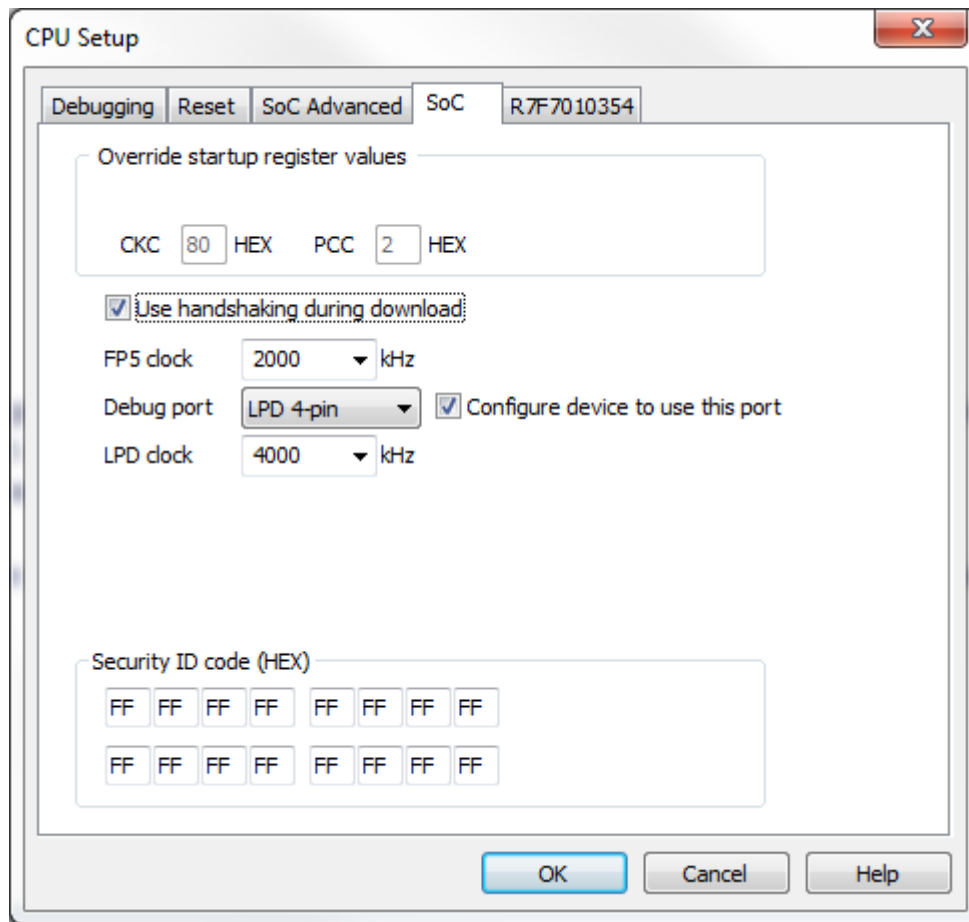 CPU Setup
Debugging Reset SoC Advanced SoC R7F7010354
Override startup register values
CKC 80 HEX PCC 2 HEX
Use handshaking during download
FP5 clock 2000 kHz
Debug port LPD 4-pin Configure device to use this port
LPD clock 4000 kHz
Security ID code (HEX)
FF FF FF FF FF FF FF FF
FF FF FF FF FF FF FF FF
OK Cancel Help